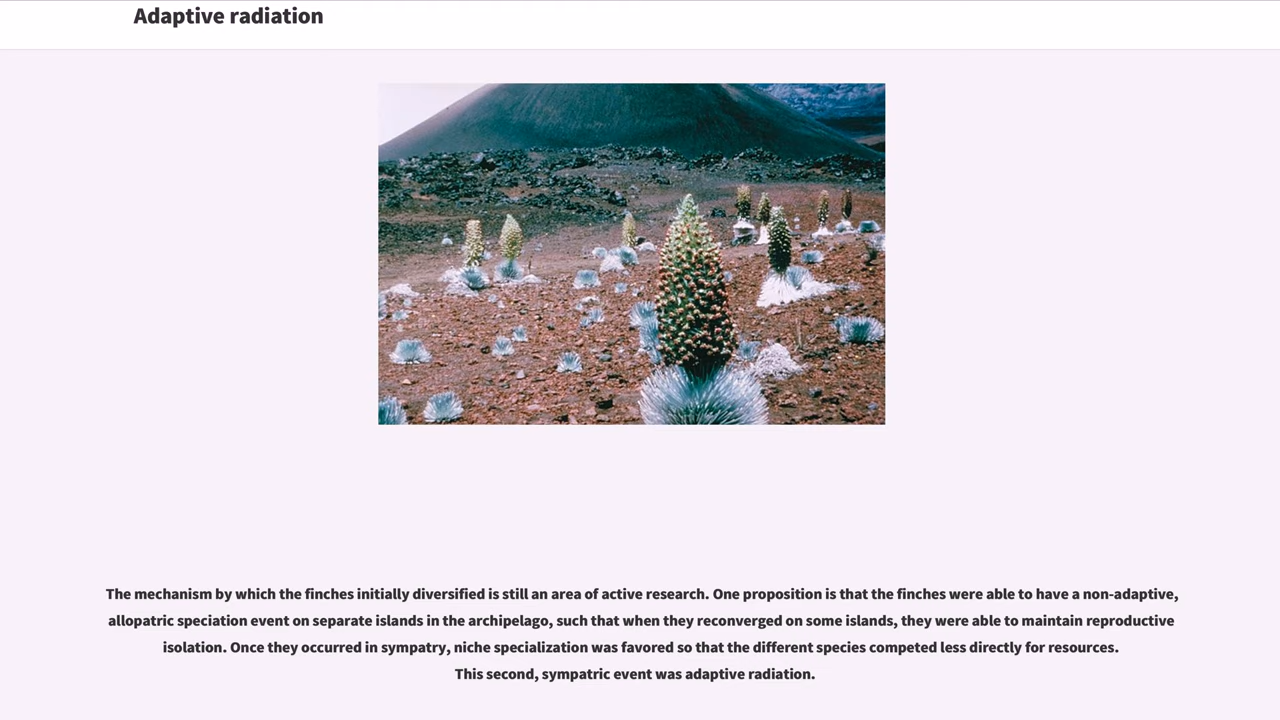 Adaptive radiation
The mechanism by which the finches initially diversified is still an area of active research. One proposition is that the finches were able to have a non-adaptive,
allopatric speciation event on separate islands in the archipelago, such that when they reconverged on some islands, they were able to maintain reproductive
isolation. Once they occurred in sympatry, niche specialization was favored so that the different species competed less directly for resources.
This second, sympatric event was adaptive radiation.